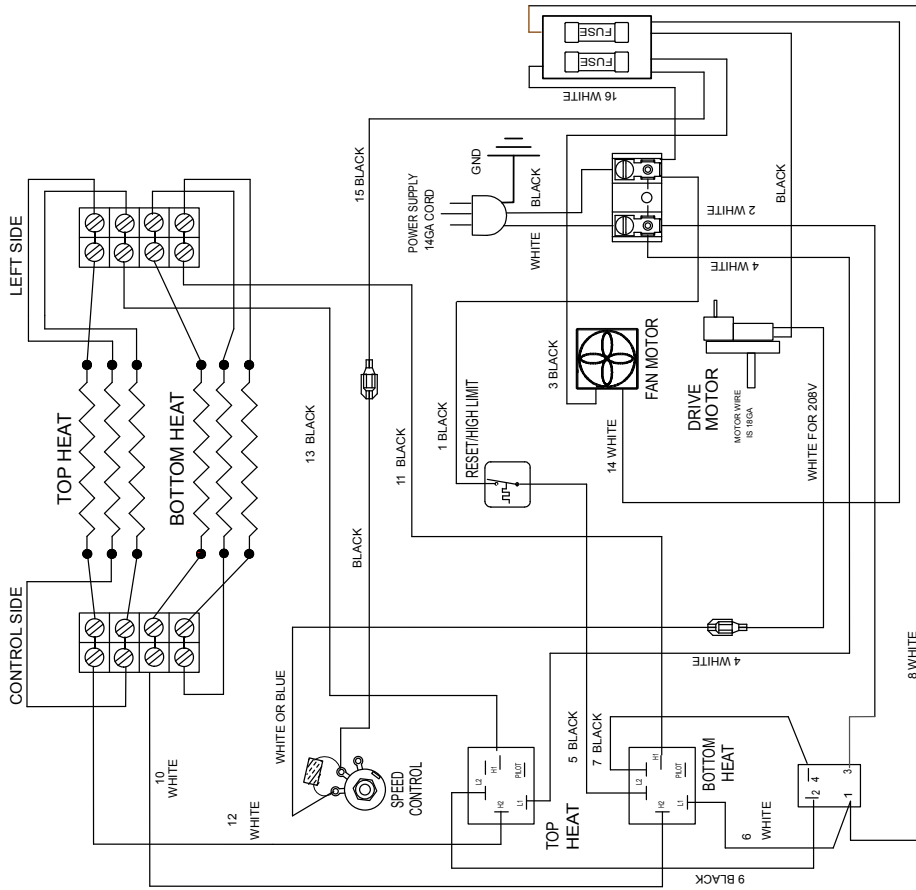 LEFT SIDE
CONTROL SIDE
TOP HEAT
BOTTOM HEAT
POWER SUPPLY
14GA CORD
GND
BLACK
WHITE
15 BLACK
16 WHITE
FUSE
FUSE
2 WHITE
4 WHITE
BLACK
3 BLACK
FAN MOTOR
14 WHITE
DRIVE
MOTOR
MOTOR WIRE
IS 18GA
WHITE FOR 208V
1 BLACK
RESET/HIGH LIMIT
13 BLACK
11 BLACK
BLACK
WHITE OR BLUE
SPEED
CONTROL
10
WHITE
12
WHITE
L2
H1
PILOT
H2
L1
TOP
HEAT
5 BLACK
7 BLACK
L2
H1
PILOT
H2
L1
BOTTOM
HEAT
4 WHITE
6
WHITE
9 BLACK
2
4
1
3
8 WHITE